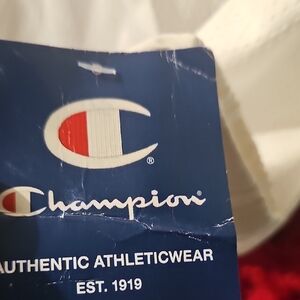 C®
Champion
AUTHENTIC ATHLETICWEAR
EST. 1919